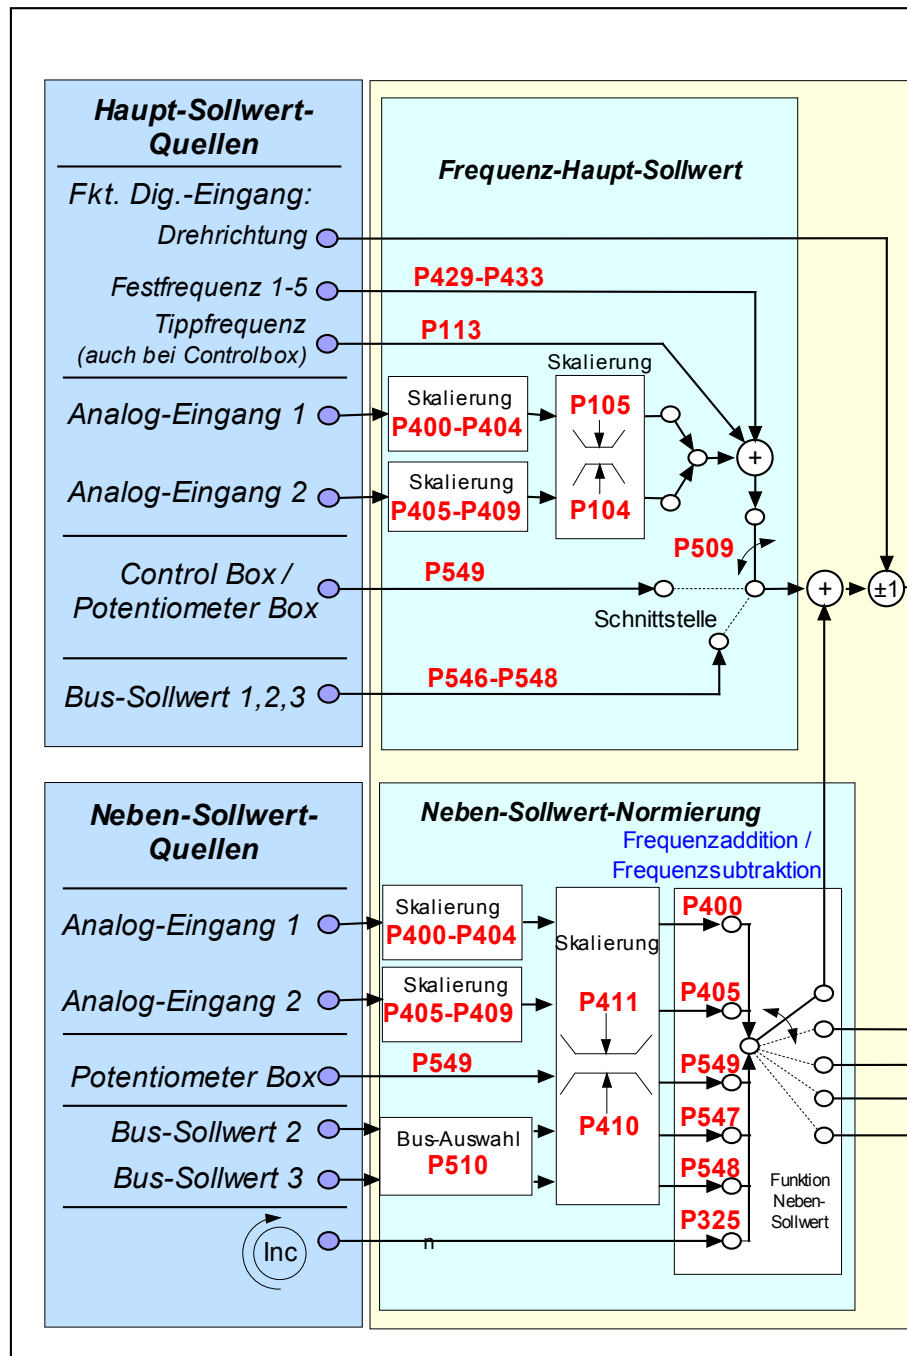 Haupt-Sollwert-
Quellen
Fkt. Dig.-Eingang:
Drehrichtung
Festfrequenz 1-5
Tippfrequenz
(auch bei Controlbox)
Analog-Eingang 1
Analog-Eingang 2
Control Box /
Potentiometer Box
Bus-Sollwert 1,2,3
Frequenz-Haupt-Sollwert
P429-P433
P113
Skalierung
Skalierung
P400-P404
P105
Skalierung
P405-P409
P104
+
P509
P549
Schnittstelle
+
±1
P546-P548
Neben-Sollwert-
Quellen
Analog-Eingang 1
Analog-Eingang 2
Potentiometer Box
Bus-Sollwert 2
Bus-Sollwert 3
Inc
Neben-Sollwert-Normierung
Frequenzaddition /
Frequenzsubtraktion
Skalierung
P400-P404
Skalierung
P405-P409
P549
Bus-Auswahl
P510
n
Skalierung
P411
P410
P400
P405
P549
P547
P548
P325
Funktion
Neben-
Sollwert